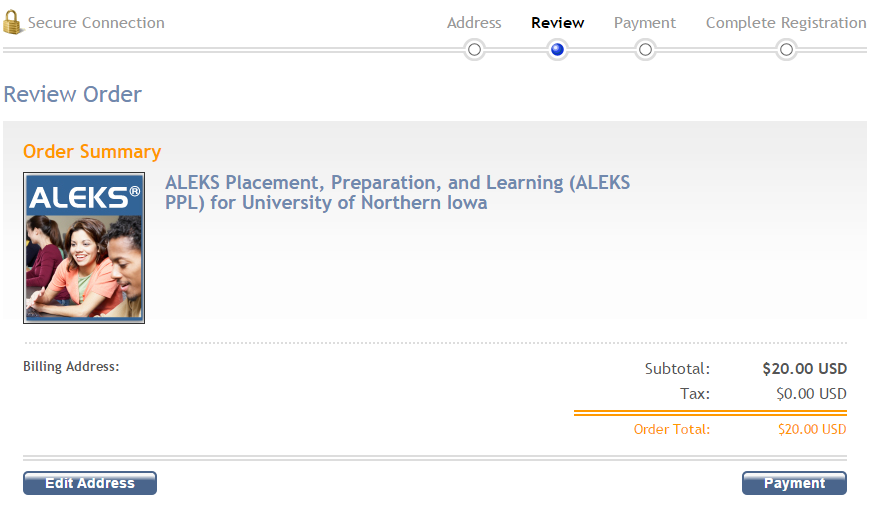 Secure Connection
Address Review Payment Complete Registration
Review Order
Order Summary
ALEKS®
ALEKS Placement, Preparation, and Learning (ALEKS
PPL) for University of Northern Iowa
Billing Address:
Subtotal: $20.00 USD
Tax: $0.00 USD
Order Total: $20.00 USD
Edit Address
Payment